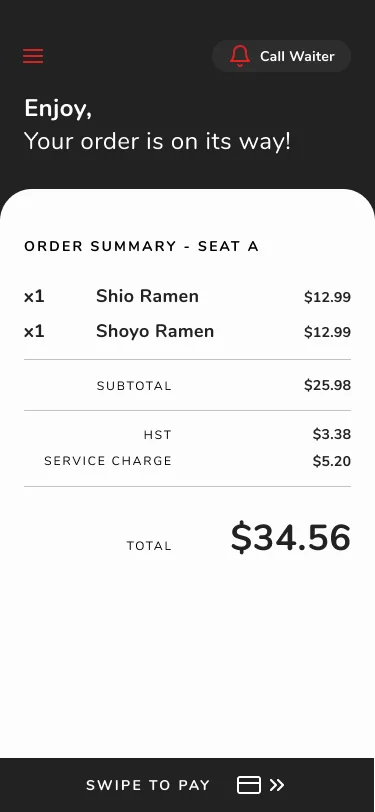 Call Waiter
Enjoy,
Your order is on its way!
ORDER SUMMARY - SEAT A
x1 Shio Ramen $12.99
x1 Shoyo Ramen $12.99
SUBTOTAL $25.98
HST $3.38
SERVICE CHARGE $5.20
TOTAL $34.56
SWIPE TO PAY